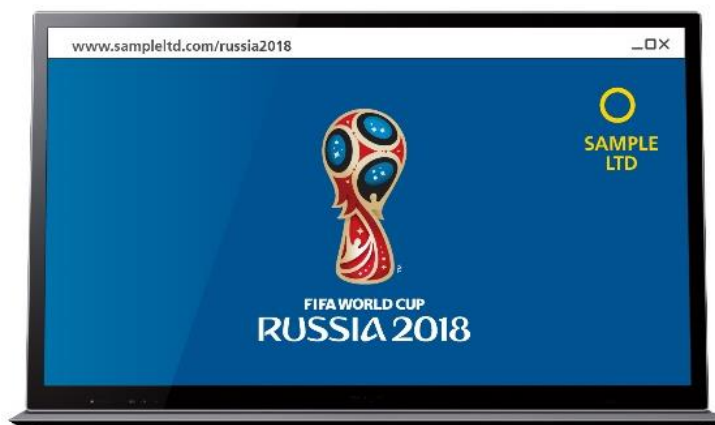 www.sampleltd.com/russia2018
SAMPLE
LTD
FIFA WORLD CUP
RUSSIA 2018